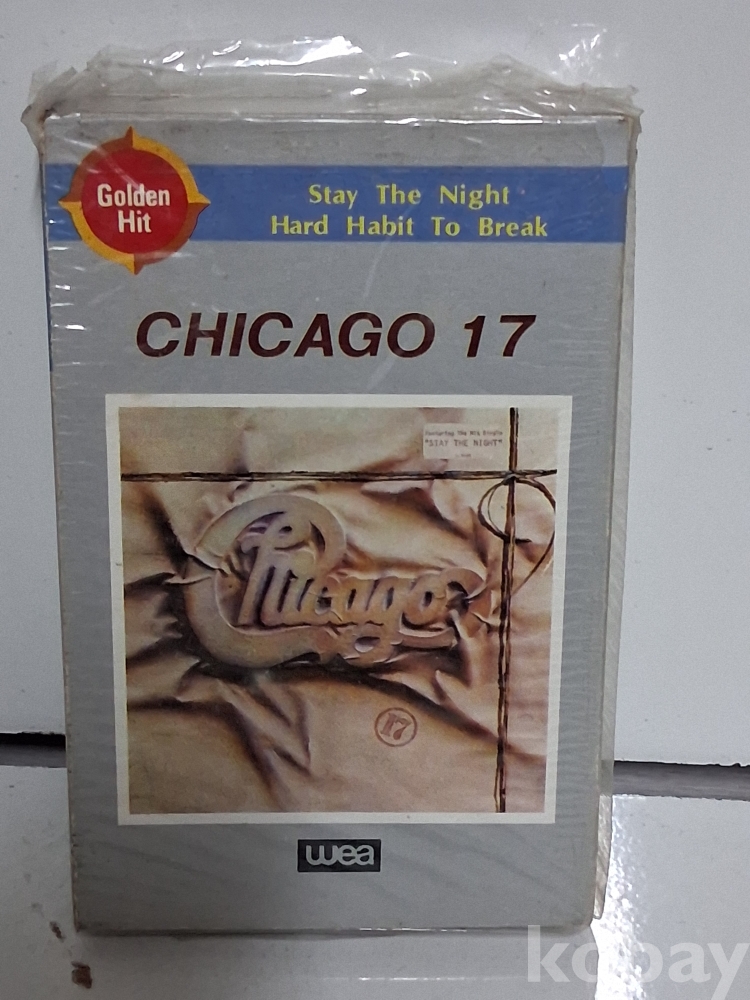 Golden
Hit
Stay The Night
Hard Habit To Break
CHICAGO 17
Featuring The Hit Single
"STAY THE NIGHT"
Chicago
17
wea
kobay